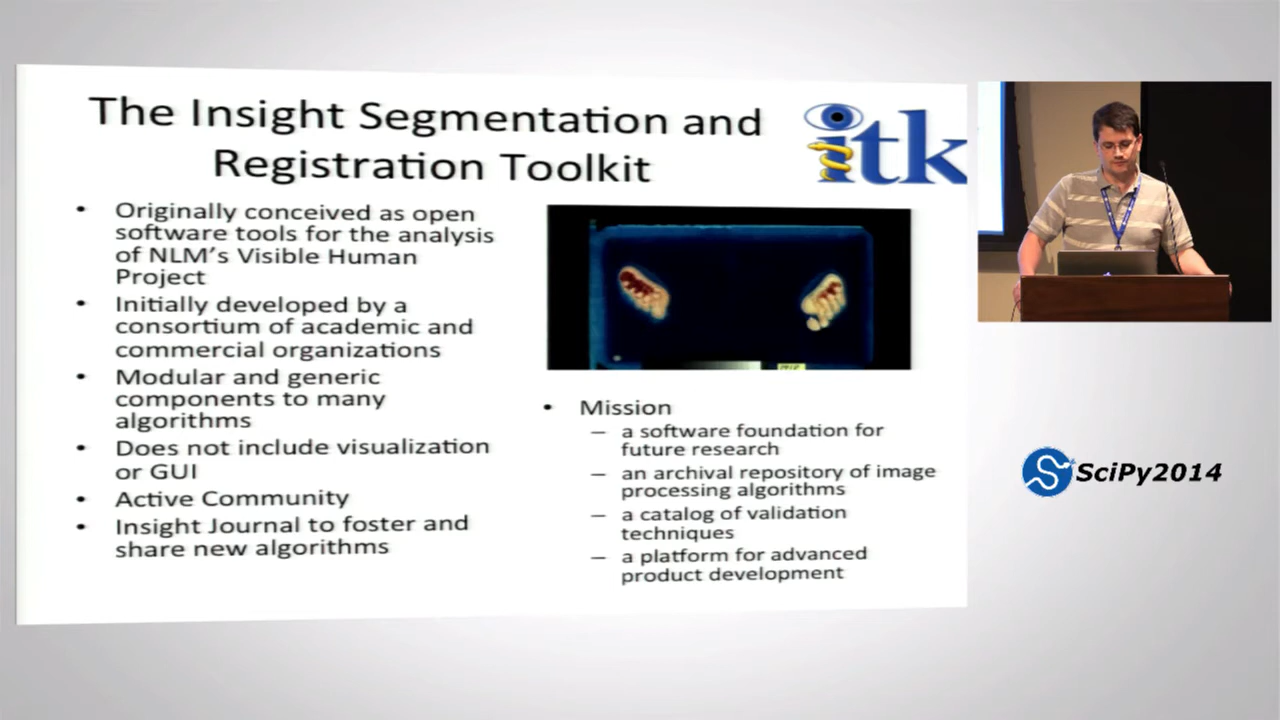 The Insight Segmentation and
Registration Toolkit
itk
• Originally conceived as open
software tools for the analysis
of NLM's Visible Human
Project
• Initially developed by a
consortium of academic and
commercial organizations
• Modular and generic
components to many
algorithms
• Does not include visualization
or GUI
• Active Community
• Insight Journal to foster and
share new algorithms
• Mission
– a software foundation for
future research
– an archival repository of image
processing algorithms
– a catalog of validation
techniques
– a platform for advanced
product development
SciPy2014